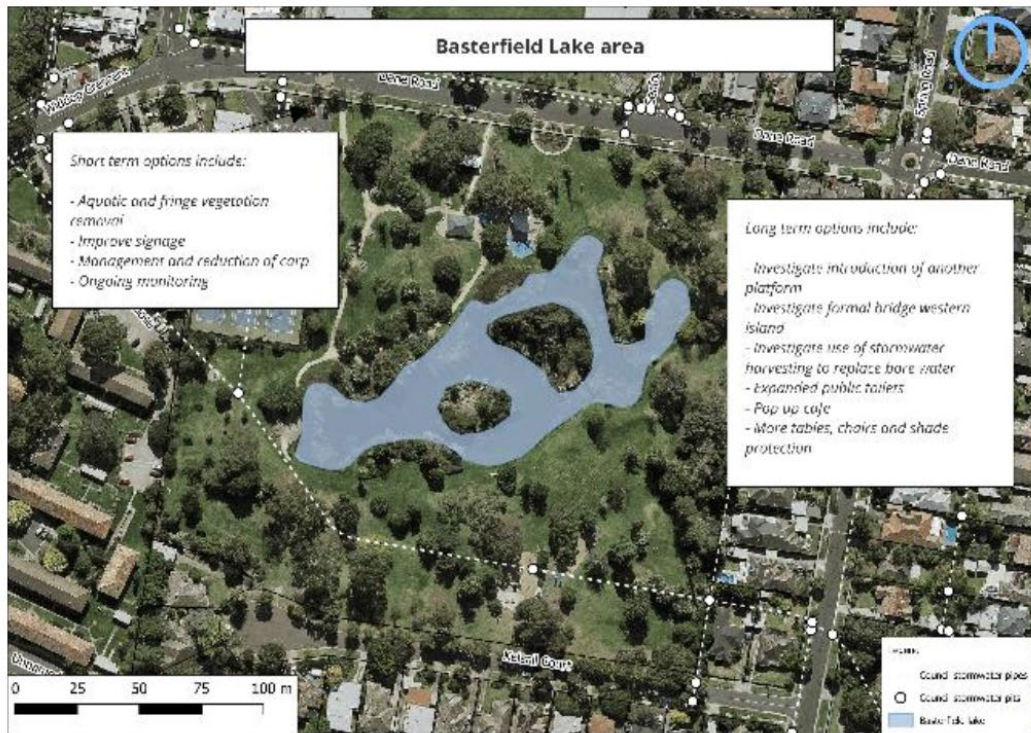 Basterfield Lake area
Dane Road
Spring Road
Dane Road
Dane Road
Short term options include:
- Aquatic and fringe vegetation
removal
- Improve signage
- Management and reduction of carp
- Ongoing monitoring
Long term options include:
- Investigate introduction of another
platform
- Investigate formal bridge western
island
- Investigate use of stormwater
harvesting to replace bore water
- Expanded public toilets
- Pop up cafe
- More tables, chairs and shade
protection
Court
0 25 50 75 100 m
Council stormwater pipes
Council stormwater pits
Basterfield lake